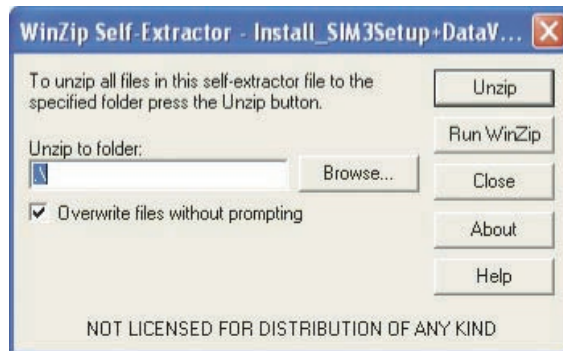 WinZip Self-Extractor - Install_SIM3Setup+DataV...
To unzip all files in this self-extractor file to the
specified folder press the Unzip button.
Unzip to folder:
.\
Browse...
Overwrite files without prompting
Unzip
Run WinZip
Close
About
Help
NOT LICENSED FOR DISTRIBUTION OF ANY KIND